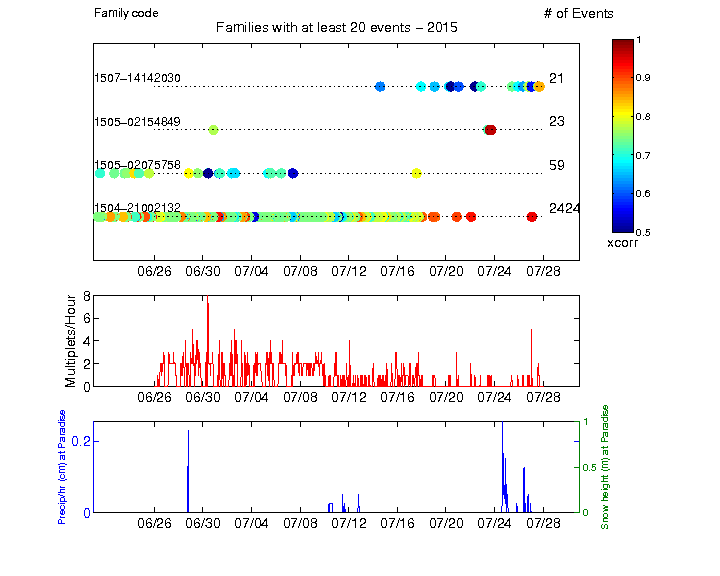 Family code
# of Events
Families with at least 20 events − 2015
1507−14142030
21
1505−02154849
23
1505−02075758
59
1504−21002132
2424
06/26 06/30 07/04 07/08 07/12 07/16 07/20 07/24 07/28
1
0.9
0.8
0.7
0.6
0.5
xcorr
Multiplets/Hour
8
6
4
2
0
06/26 06/30 07/04 07/08 07/12 07/16 07/20 07/24 07/28
Precip/hr (cm) at Paradise
0.2
0
1
0.5
0
Snow height (m) at Paradise
06/26 06/30 07/04 07/08 07/12 07/16 07/20 07/24 07/28